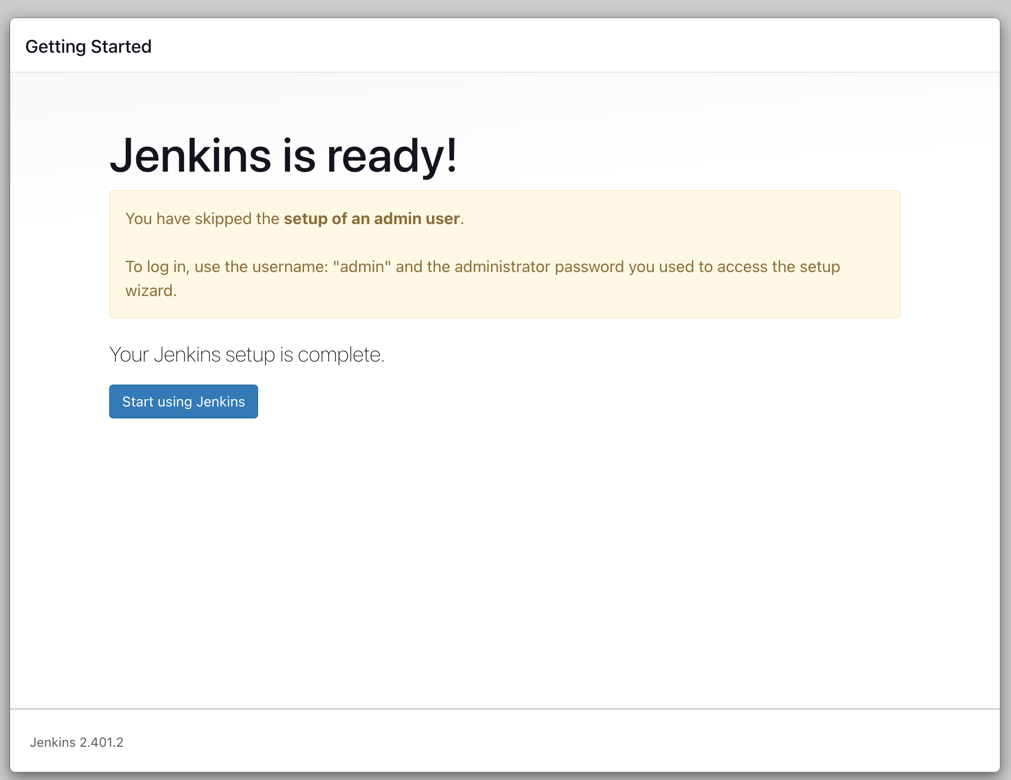 Getting Started
Jenkins is ready!
You have skipped the setup of an admin user.
To log in, use the username: "admin" and the administrator password you used to access the setup
wizard.
Your Jenkins setup is complete.
Start using Jenkins
Jenkins 2.401.2